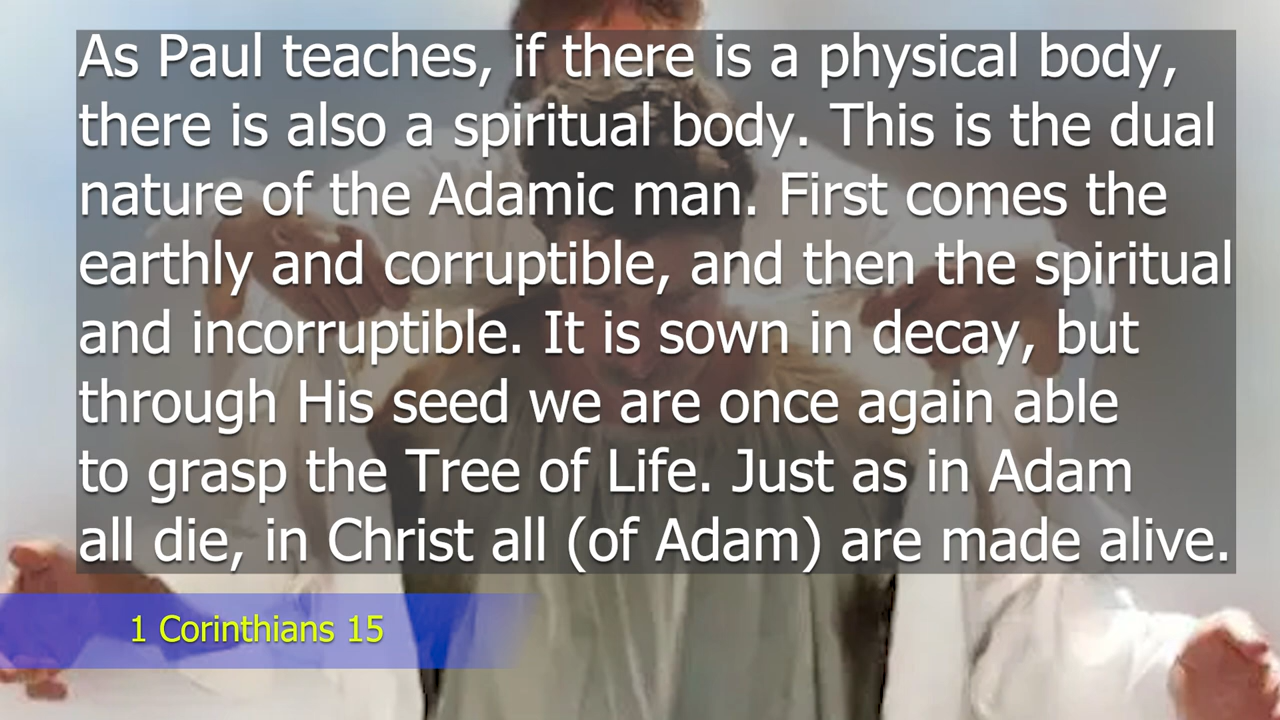 As Paul teaches, if there is a physical body,
there is also a spiritual body. This is the dual
nature of the Adamic man. First comes the
earthly and corruptible, and then the spiritual
and incorruptible. It is sown in decay, but
through His seed we are once again able
to grasp the Tree of Life. Just as in Adam
all die, in Christ all (of Adam) are made alive.
1 Corinthians 15